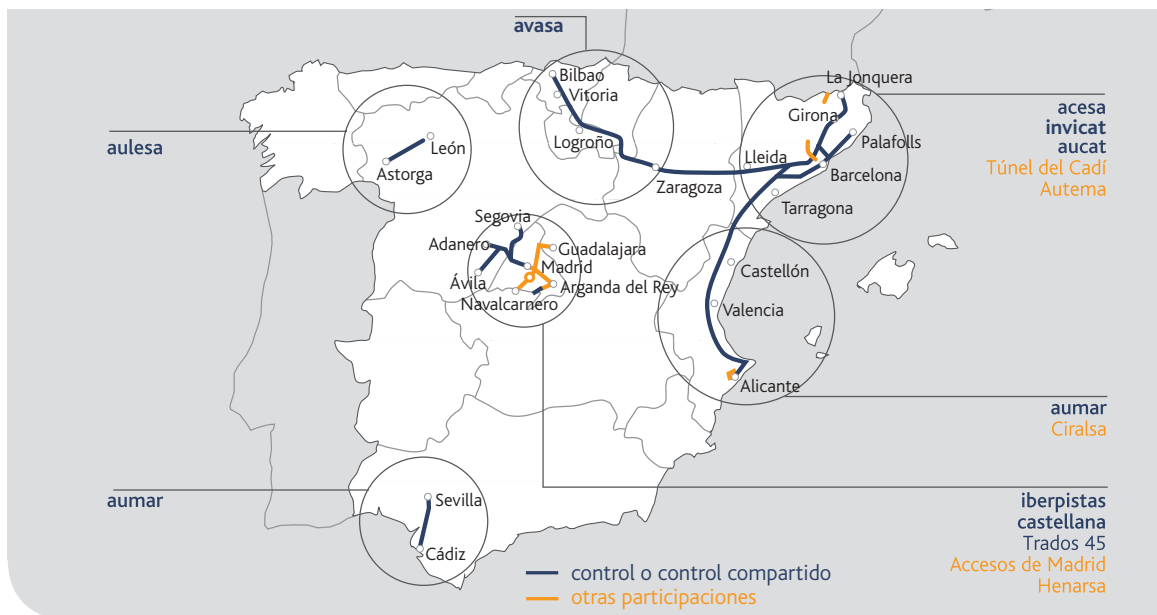 avasa
La Jonquera
Bilbao
Vitoria
Girona
acesa
invicat
aucat
Túnel del Cadí
Autema
aulesa
León
Astorga
Logroño
Palafolls
Lleida
Barcelona
Zaragoza
Tarragona
Segovia
Adanero
Guadalajara
Madrid
Ávila
Arganda del Rey
Navalcarnero
Castellón
Valencia
Alicante
aumar
Ciralsa
aumar
Sevilla
Cádiz
iberpistas
castellana
Trados 45
Accesos de Madrid
Henarsa
control o control compartido
otras participaciones